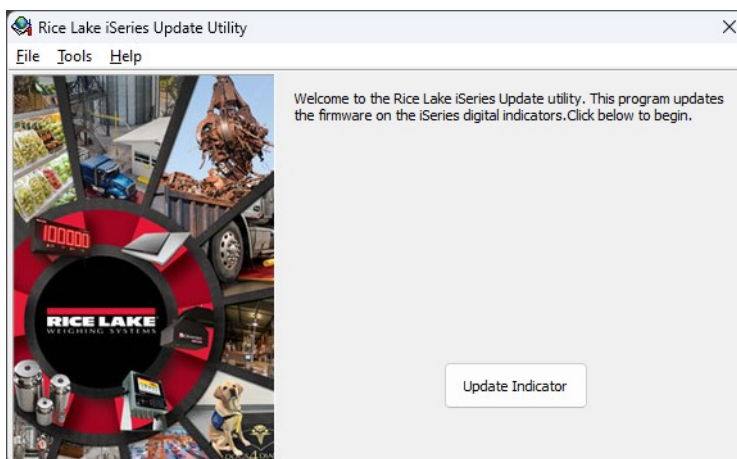 Rice Lake iSeries Update Utility
File Tools Help
Welcome to the Rice Lake iSeries Update utility. This program updates
the firmware on the iSeries digital indicators.Click below to begin.
100000
RICE LAKE
WEIGHING SYSTEMS
Update Indicator